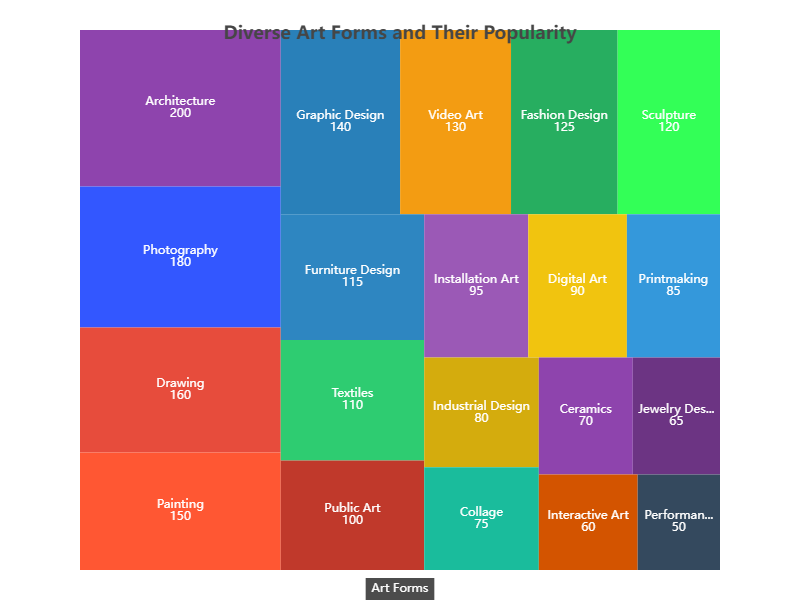 Diverse Art Forms and Their Popularity
Architecture
200
Graphic Design
140
Video Art
130
Fashion Design
125
Sculpture
120
Photography
180
Furniture Design
115
Installation Art
95
Digital Art
90
Printmaking
85
Drawing
160
Textiles
110
Industrial Design
80
Ceramics
70
Jewelry Des...
65
Painting
150
Public Art
100
Collage
75
Interactive Art
60
Performan...
50
Art Forms